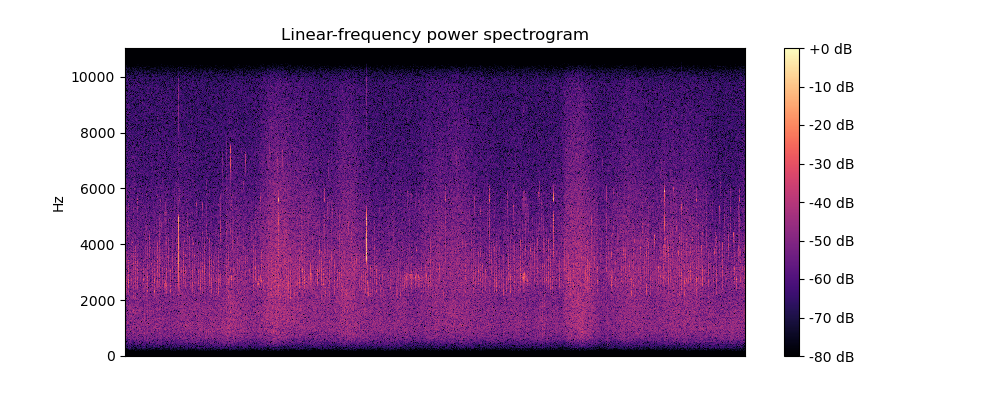 Linear-frequency power spectrogram
Hz
10000
8000
6000
4000
2000
0
+0 dB
-10 dB
-20 dB
-30 dB
-40 dB
-50 dB
-60 dB
-70 dB
-80 dB